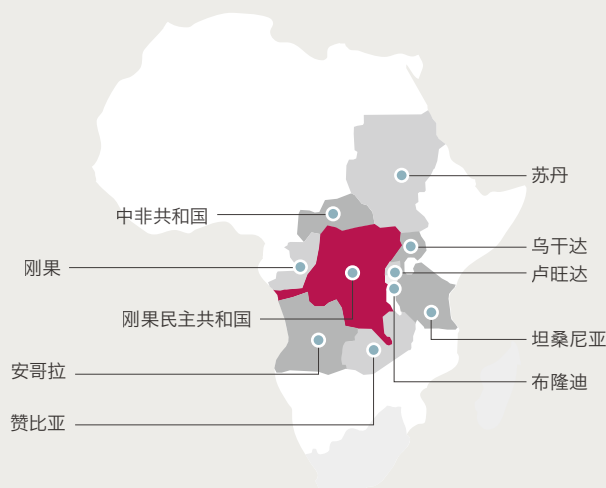 苏丹
中非共和国
乌干达
刚果
卢旺达
刚果民主共和国
坦桑尼亚
安哥拉
布隆迪
赞比亚